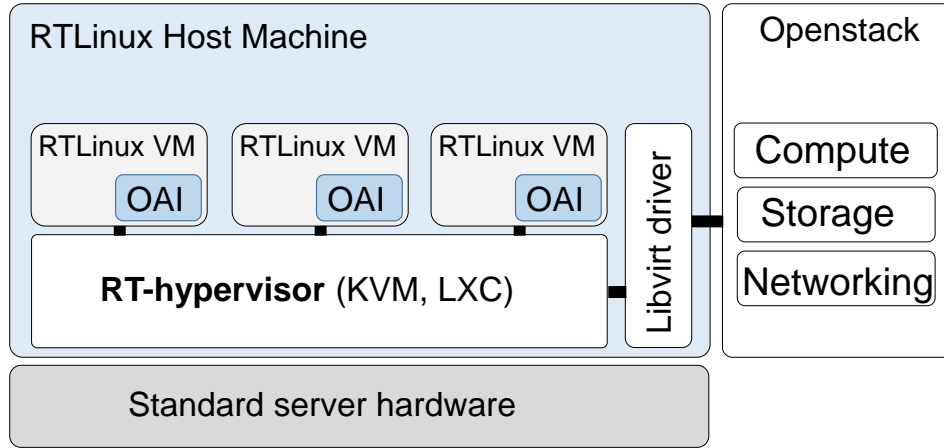 RTLinux Host Machine
Openstack
RTLinux VM
OAI
RTLinux VM
OAI
RTLinux VM
OAI
Libvirt driver
RT-hypervisor (KVM, LXC)
Compute
Storage
Networking
Standard server hardware